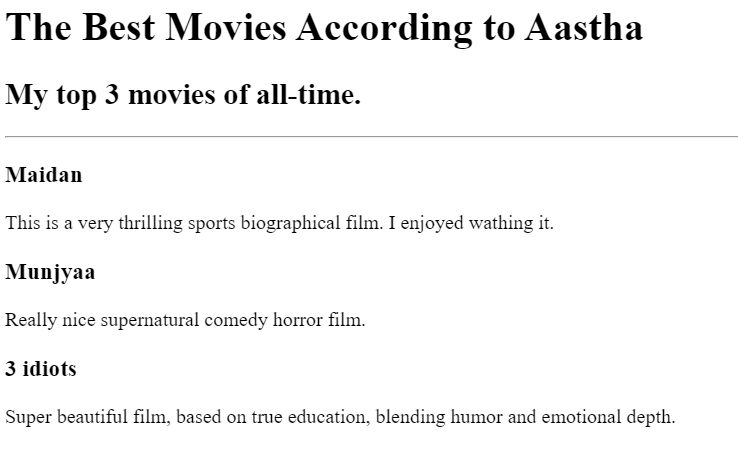 The Best Movies According to Aastha
My top 3 movies of all-time.
Maidan
This is a very thrilling sports biographical film. I enjoyed wathing it.
Munjyaa
Really nice supernatural comedy horror film.
3 idiots
Super beautiful film, based on true education, blending humor and emotional depth.